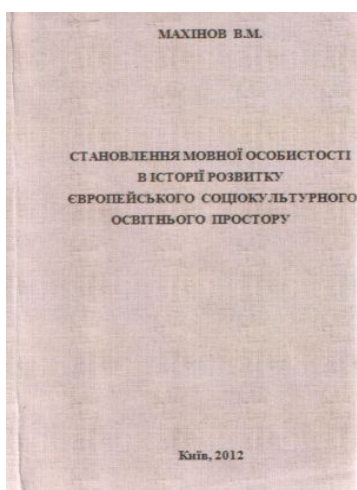 МАХІНОВ В.М.
СТАНОВЛЕННЯ МОВНОЇ ОСОБИСТОСТІ
В ІСТОРІЇ РОЗВИТКУ
ЄВРОПЕЙСЬКОГО СОЦІОКУЛЬТУРНОГО
ОСВІТНЬОГО ПРОСТОРУ
Київ, 2012